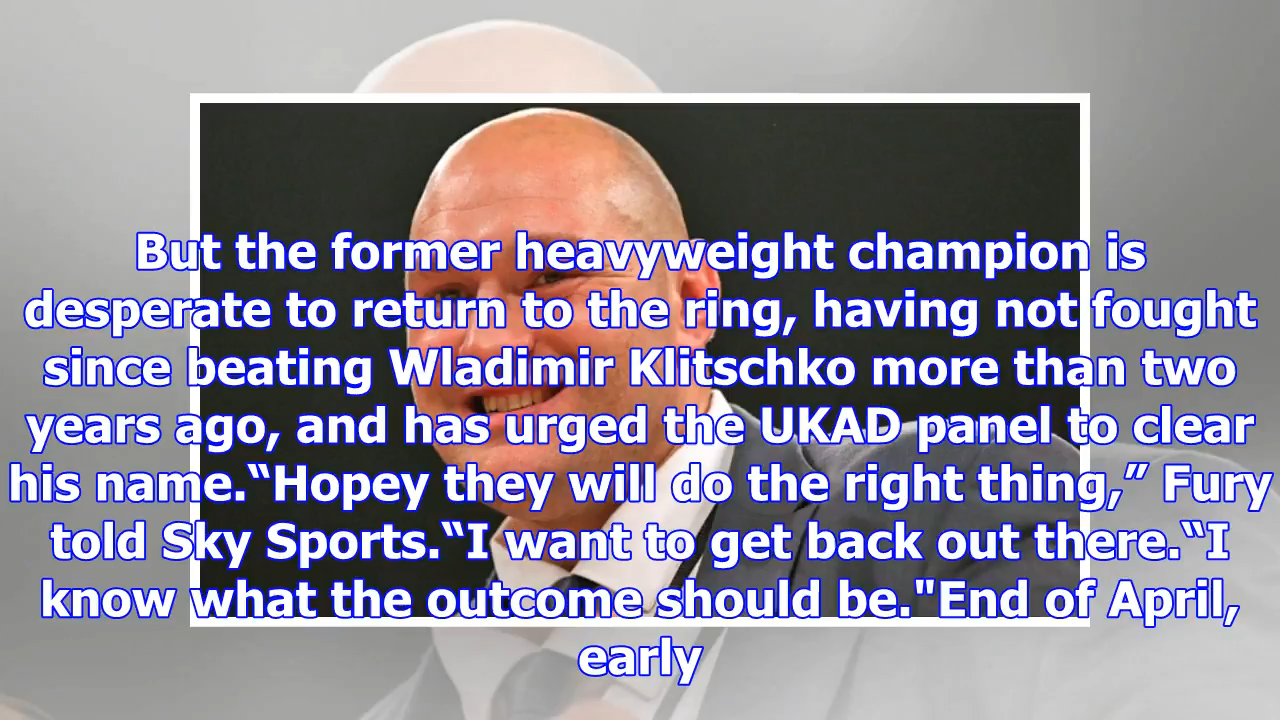 But the former heavyweight champion is
desperate to return to the ring, having not fought
since beating Wladimir Klitschko more than two
years ago, and has urged the UKAD panel to clear
his name.“Hopey they will do the right thing,” Fury
told Sky Sports.“I want to get back out there.“I
know what the outcome should be."End of April,
early